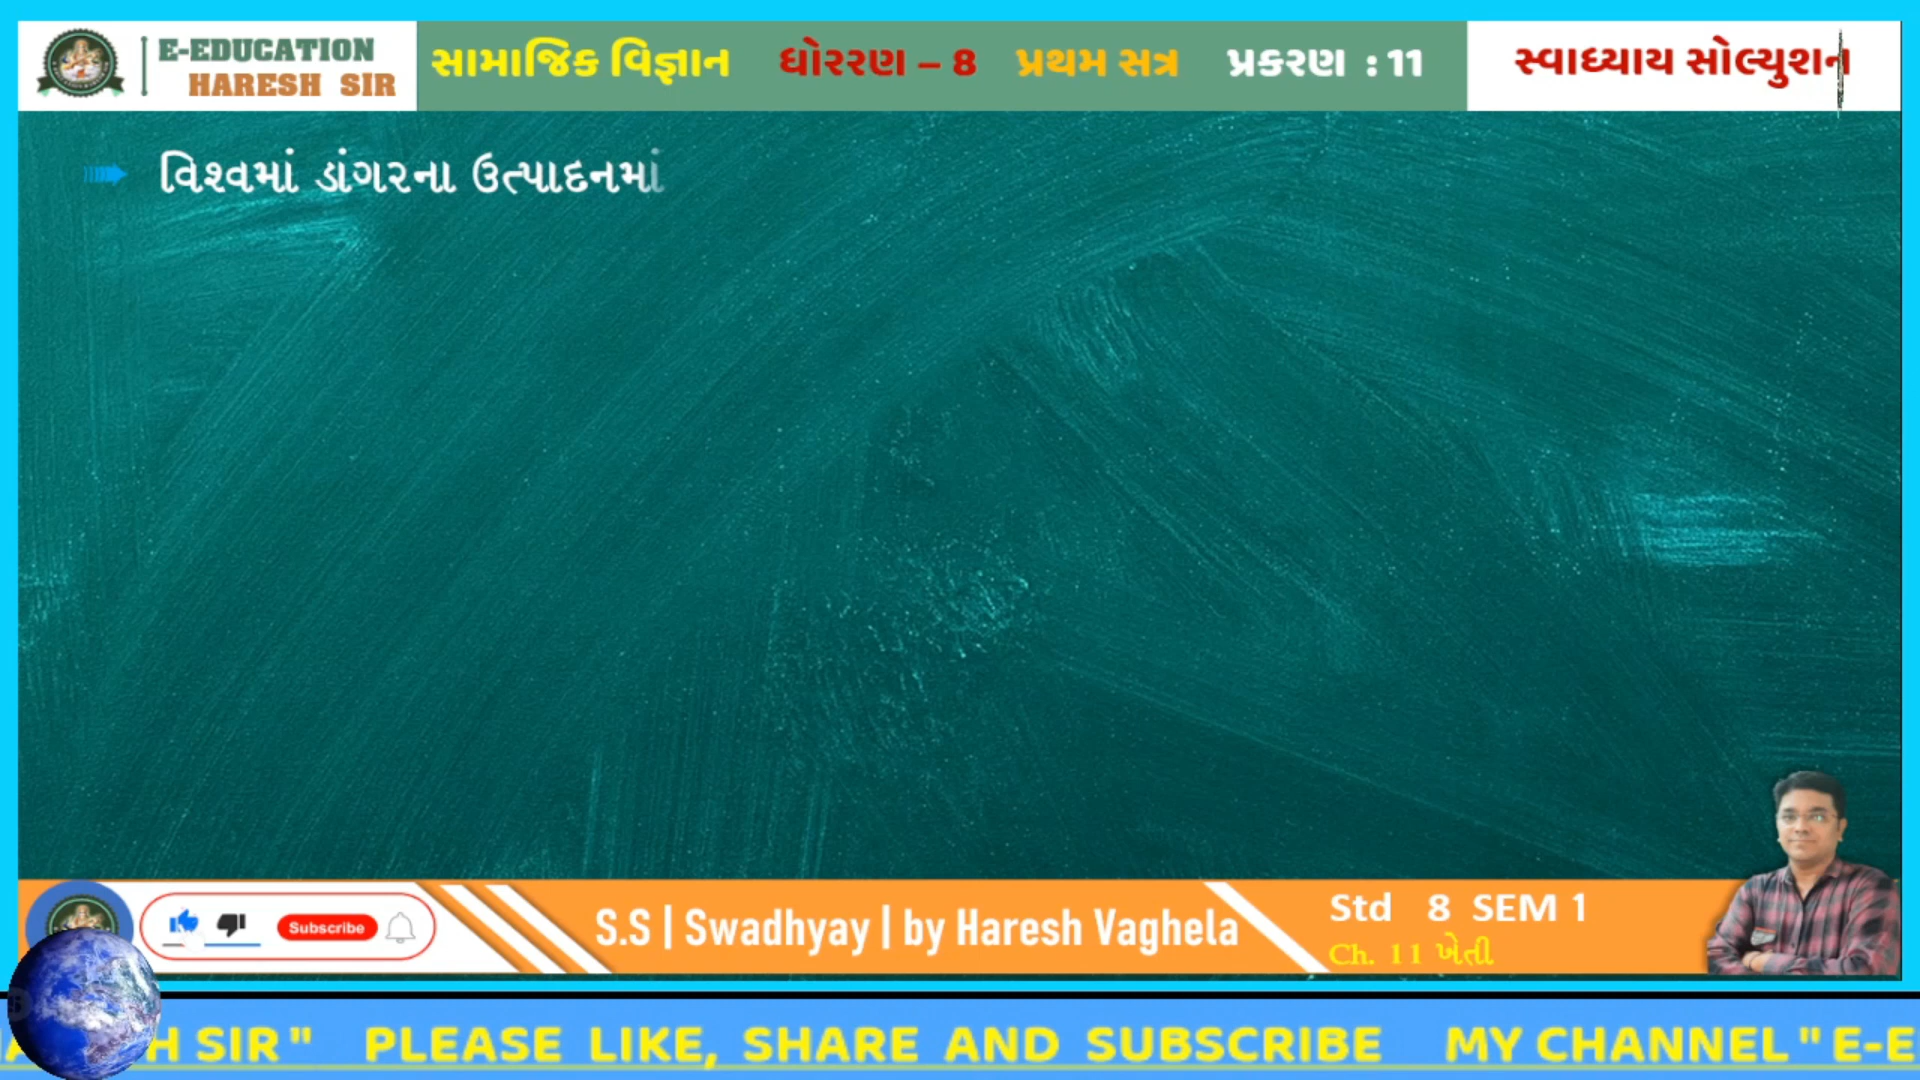 E-EDUCATION
HARESH SIR
સામાજિક વિજ્ઞાન ધોરરણ – 8 પ્રથમ સત્ર પ્રકરણ : 11
સ્વાધ્યાય સોલ્યુશન
વિશ્વમાં ડાંગરના ઉત્પાદનમાં
Subscribe
S.S | Swadhyay | by Haresh Vaghela
Std 8 SEM 1
Ch. 11 ખેતી
H SIR " PLEASE LIKE, SHARE AND SUBSCRIBE MY CHANNEL " E-E